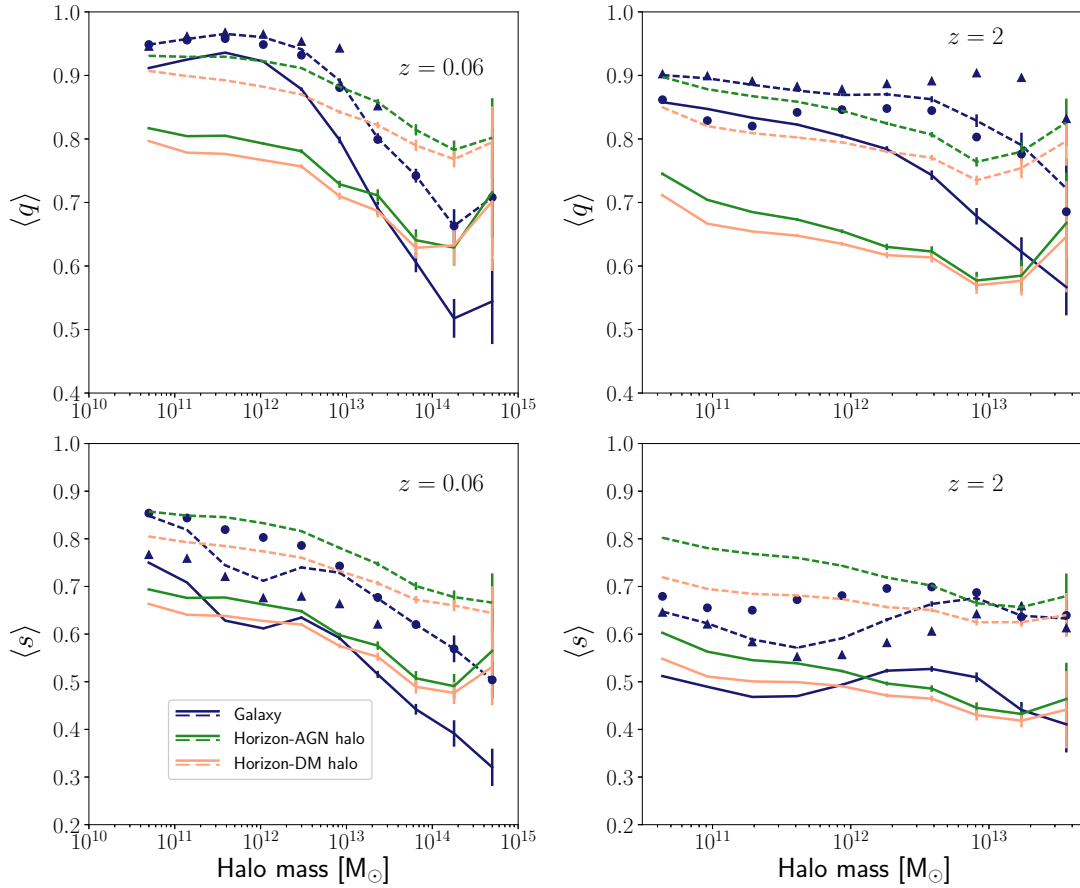 1.0
0.9
0.8
0.7
0.6
0.5
0.4
⟨q⟩
z = 0.06
10^10 10^11 10^12 10^13 10^14 10^15
1.0
0.9
0.8
0.7
0.6
0.5
0.4
⟨q⟩
z = 2
10^11 10^12 10^13
1.0
0.9
0.8
0.7
0.6
0.5
0.4
0.3
0.2
⟨s⟩
z = 0.06
Galaxy
Horizon-AGN halo
Horizon-DM halo
10^10 10^11 10^12 10^13 10^14 10^15
Halo mass [M⊙]
1.0
0.9
0.8
0.7
0.6
0.5
0.4
0.3
0.2
⟨s⟩
z = 2
10^11 10^12 10^13
Halo mass [M⊙]